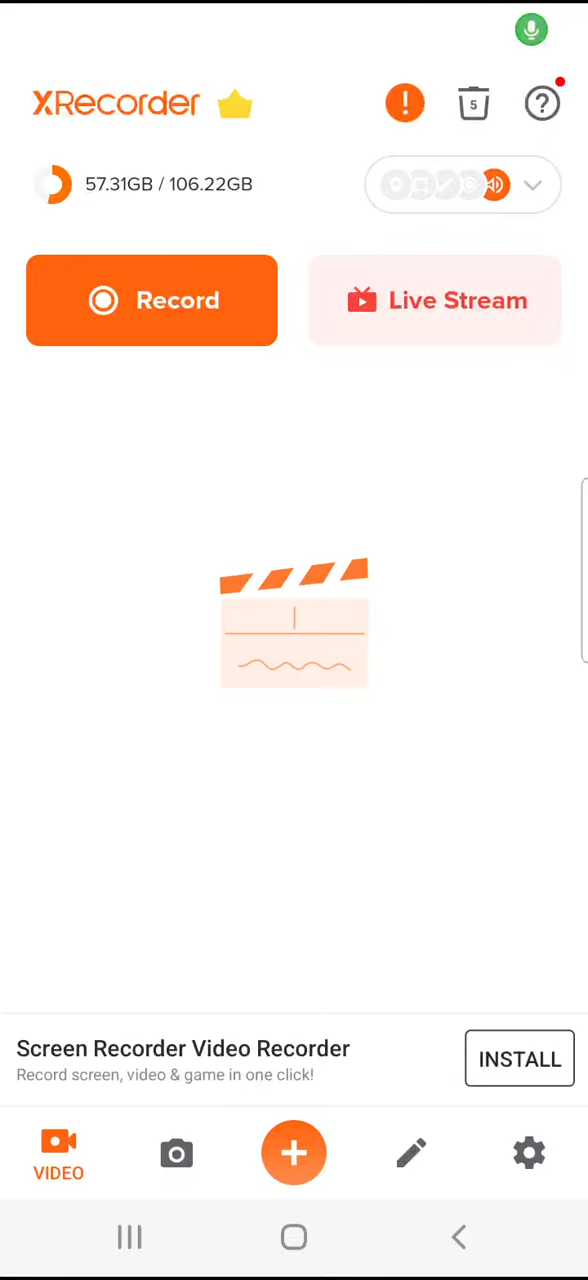 XRecorder
5
57.31GB / 106.22GB
Record
Live Stream
Screen Recorder Video Recorder
Record screen, video & game in one click!
INSTALL
VIDEO